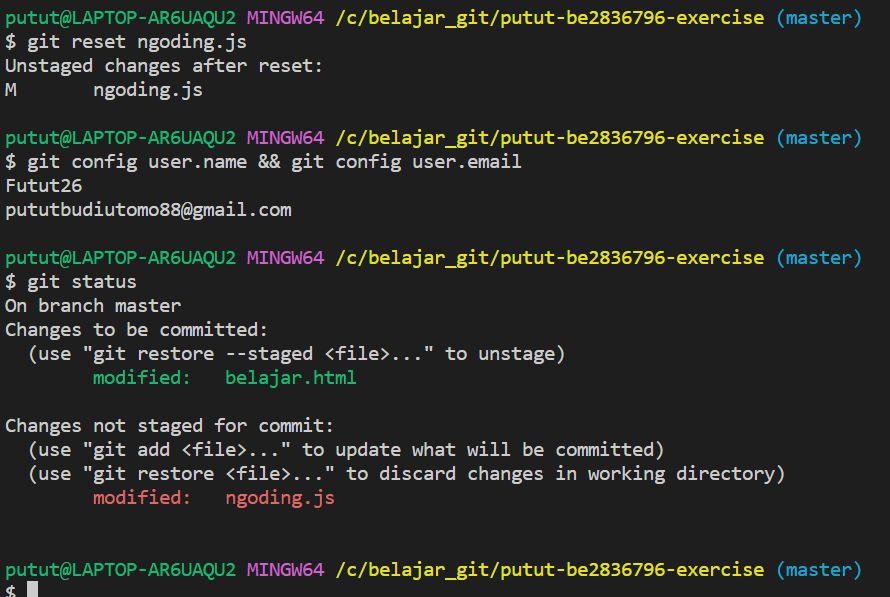 putut@LAPTOP-AR6UAQU2 MINGW64 /c/belajar_git/putut-be2836796-exercise (master)
$ git reset ngoding.js
Unstaged changes after reset:
M       ngoding.js
putut@LAPTOP-AR6UAQU2 MINGW64 /c/belajar_git/putut-be2836796-exercise (master)
$ git config user.name && git config user.email
Futut26
pututbudiutomo88@gmail.com
putut@LAPTOP-AR6UAQU2 MINGW64 /c/belajar_git/putut-be2836796-exercise (master)
$ git status
On branch master
Changes to be committed:
  (use "git restore --staged <file>..." to unstage)
        modified:   belajar.html
Changes not staged for commit:
  (use "git add <file>..." to update what will be committed)
  (use "git restore <file>..." to discard changes in working directory)
        modified:   ngoding.js
putut@LAPTOP-AR6UAQU2 MINGW64 /c/belajar_git/putut-be2836796-exercise (master)
$